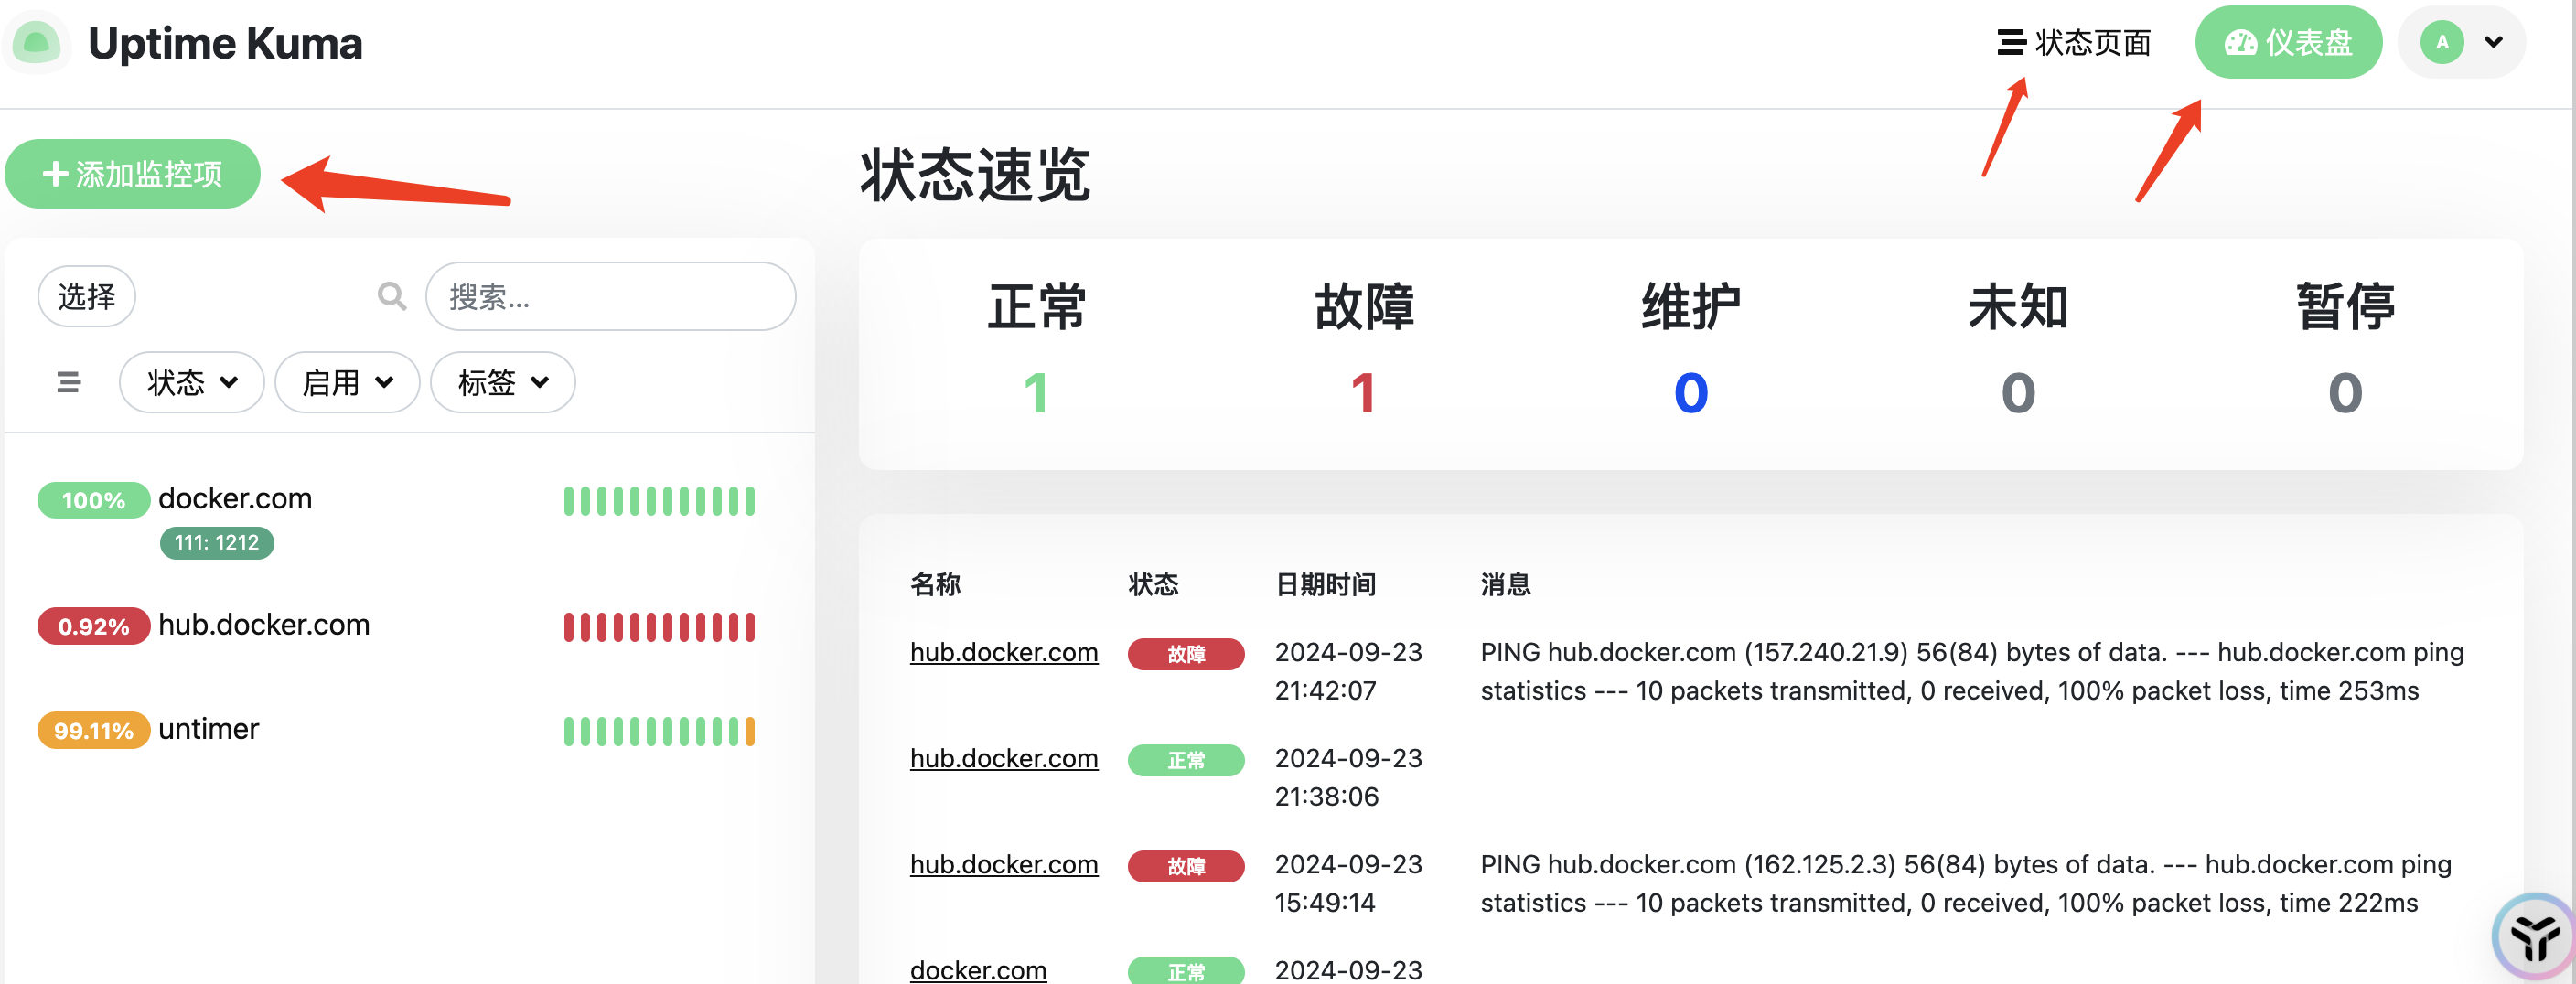 Uptime Kuma
状态页面
仪表盘
A
添加监控项
选择
搜索...
状态
启用
标签
100%
docker.com
111: 1212
0.92%
hub.docker.com
99.11%
untimer
状态速览
正常
故障
维护
未知
暂停
1
1
0
0
0
名称
状态
日期时间
消息
hub.docker.com
故障
2024-09-23
21:42:07
PING hub.docker.com (157.240.21.9) 56(84) bytes of data. --- hub.docker.com ping
statistics --- 10 packets transmitted, 0 received, 100% packet loss, time 253ms
hub.docker.com
正常
2024-09-23
21:38:06
hub.docker.com
故障
2024-09-23
15:49:14
PING hub.docker.com (162.125.2.3) 56(84) bytes of data. --- hub.docker.com ping
statistics --- 10 packets transmitted, 0 received, 100% packet loss, time 222ms
docker.com
正常
2024-09-23